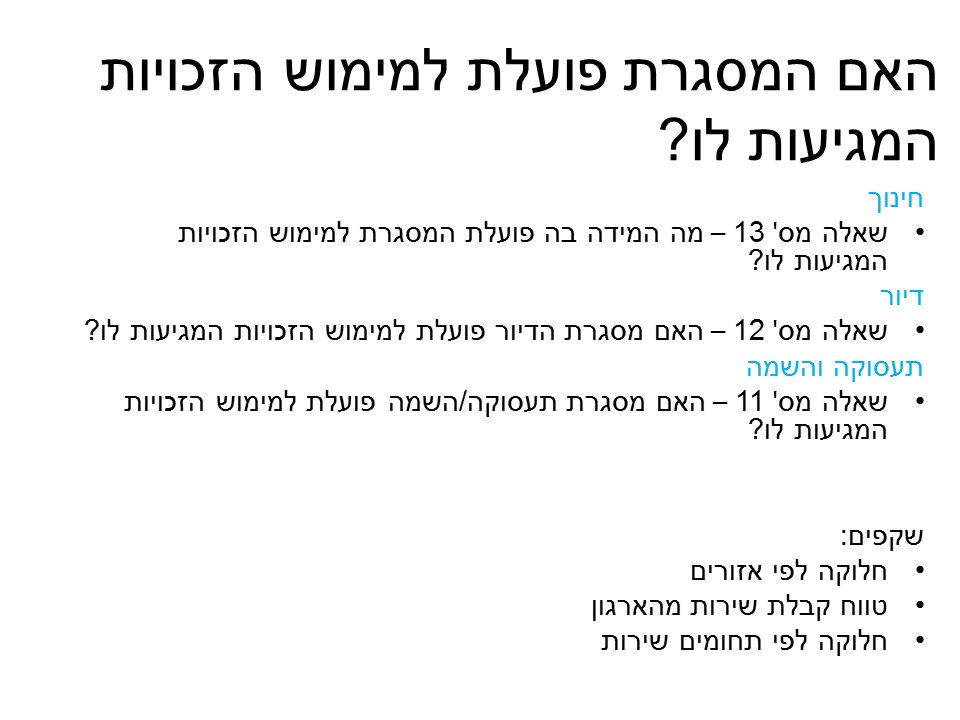 האם המסגרת פועלת למימוש הזכויות
המגיעות לו?
חינוך
• שאלה מס' 13 – מה המידה בה פועלת המסגרת למימוש הזכויות
המגיעות לו?
דיור
• שאלה מס' 12 – האם מסגרת הדיור פועלת למימוש הזכויות המגיעות לו?
תעסוקה והשמה
• שאלה מס' 11 – האם מסגרת תעסוקה/השמה פועלת למימוש הזכויות
המגיעות לו?
שקפים:
• חלוקה לפי אזורים
• טווח קבלת שירות מהארגון
• חלוקה לפי תחומים שירות